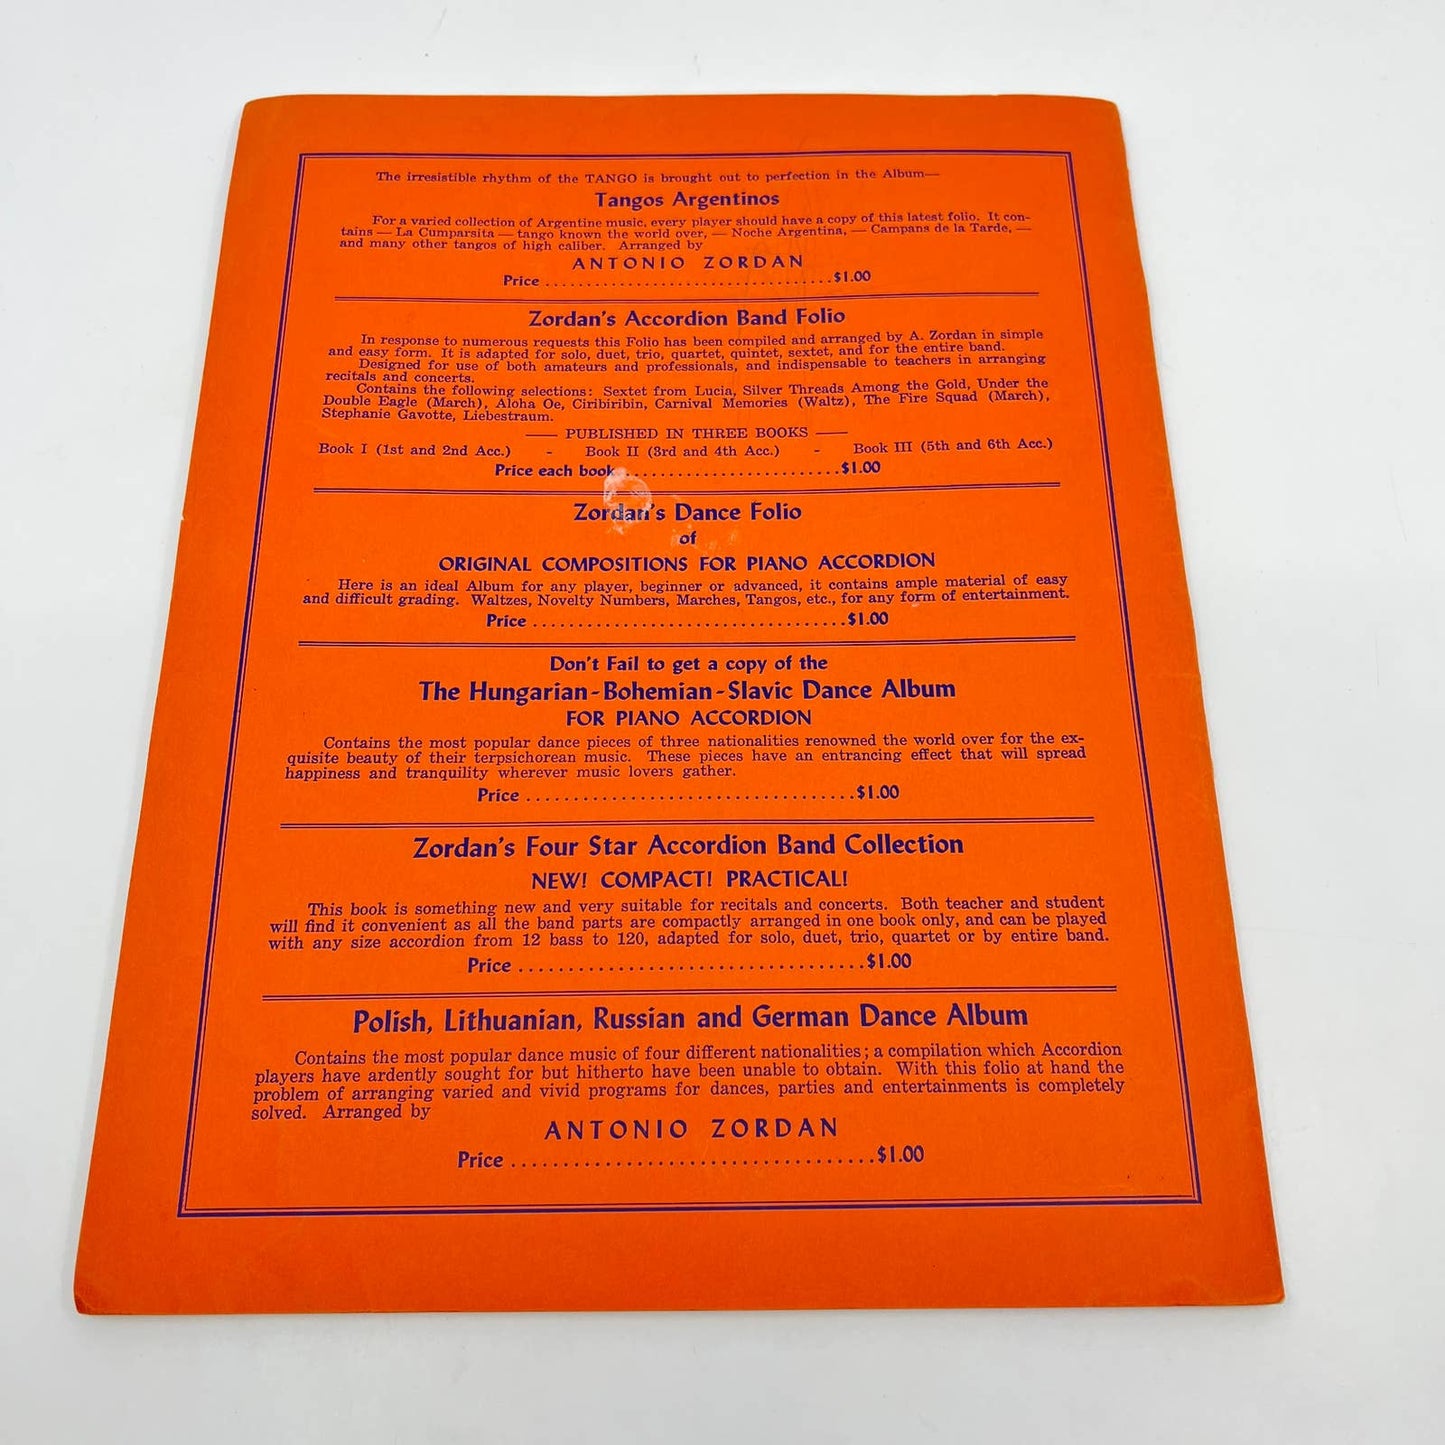 The irresistible rhythm of the TANGO is brought out to perfection in the Album—
Tangos Argentinos
For a varied collection of Argentine music, every player should have a copy of this latest folio. It con-
tains — La Cumparsita — tango known the world over, — Noche Argentina, — Campans de la Tarde, —
and many other tangos of high caliber. Arranged by
ANTONIO ZORDAN
Price ................................$1.00
Zordan's Accordion Band Folio
In response to numerous requests this Folio has been compiled and arranged by A. Zordan in simple
and easy form. It is adapted for solo, duet, trio, quartet, quintet, sextet, and for the entire band.
Designed for use of both amateurs and professionals, and indispensable to teachers in arranging
recitals and concerts.
Contains the following selections: Sextet from Lucia, Silver Threads Among the Gold, Under the
Double Eagle (March), Aloha Oe, Ciribiribin, Carnival Memories (Waltz), The Fire Squad (March),
Stephanie Gavotte, Liebestraum.
—— PUBLISHED IN THREE BOOKS ——
Book I (1st and 2nd Acc.) - Book II (3rd and 4th Acc.) - Book III (5th and 6th Acc.)
Price each book ........................$1.00
Zordan's Dance Folio
of
ORIGINAL COMPOSITIONS FOR PIANO ACCORDION
Here is an ideal Album for any player, beginner or advanced, it contains ample material of easy
and difficult grading. Waltzes, Novelty Numbers, Marches, Tangos, etc., for any form of entertainment.
Price ..................................$1.00
Don't Fail to get a copy of the
The Hungarian-Bohemian-Slavic Dance Album
FOR PIANO ACCORDION
Contains the most popular dance pieces of three nationalities renowned the world over for the ex-
quisite beauty of their terpsichorean music. These pieces have an entrancing effect that will spread
happiness and tranquility wherever music lovers gather.
Price ..................................$1.00
Zordan's Four Star Accordion Band Collection
NEW! COMPACT! PRACTICAL!
This book is something new and very suitable for recitals and concerts. Both teacher and student
will find it convenient as all the band parts are compactly arranged in one book only, and can be played
with any size accordion from 12 bass to 120, adapted for solo, duet, trio, quartet or by entire band.
Price ..................................$1.00
Polish, Lithuanian, Russian and German Dance Album
Contains the most popular dance music of four different nationalities; a compilation which Accordion
players have ardently sought for but hitherto have been unable to obtain. With this folio at hand the
problem of arranging varied and vivid programs for dances, parties and entertainments is completely
solved. Arranged by
ANTONIO ZORDAN
Price ...................................$1.00